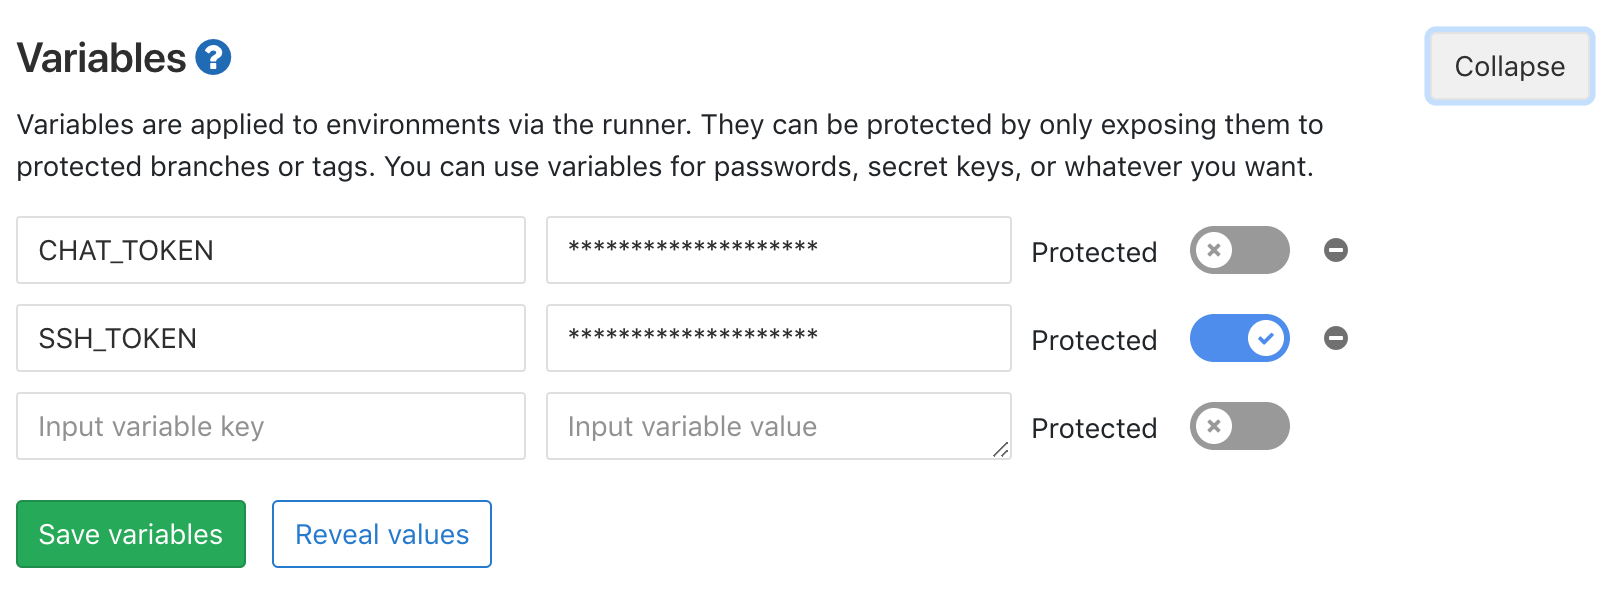 Variables ?
Collapse
Variables are applied to environments via the runner. They can be protected by only exposing them to
protected branches or tags. You can use variables for passwords, secret keys, or whatever you want.
CHAT_TOKEN ******************** Protected
SSH_TOKEN ******************** Protected
Input variable key Input variable value Protected
Save variables Reveal values